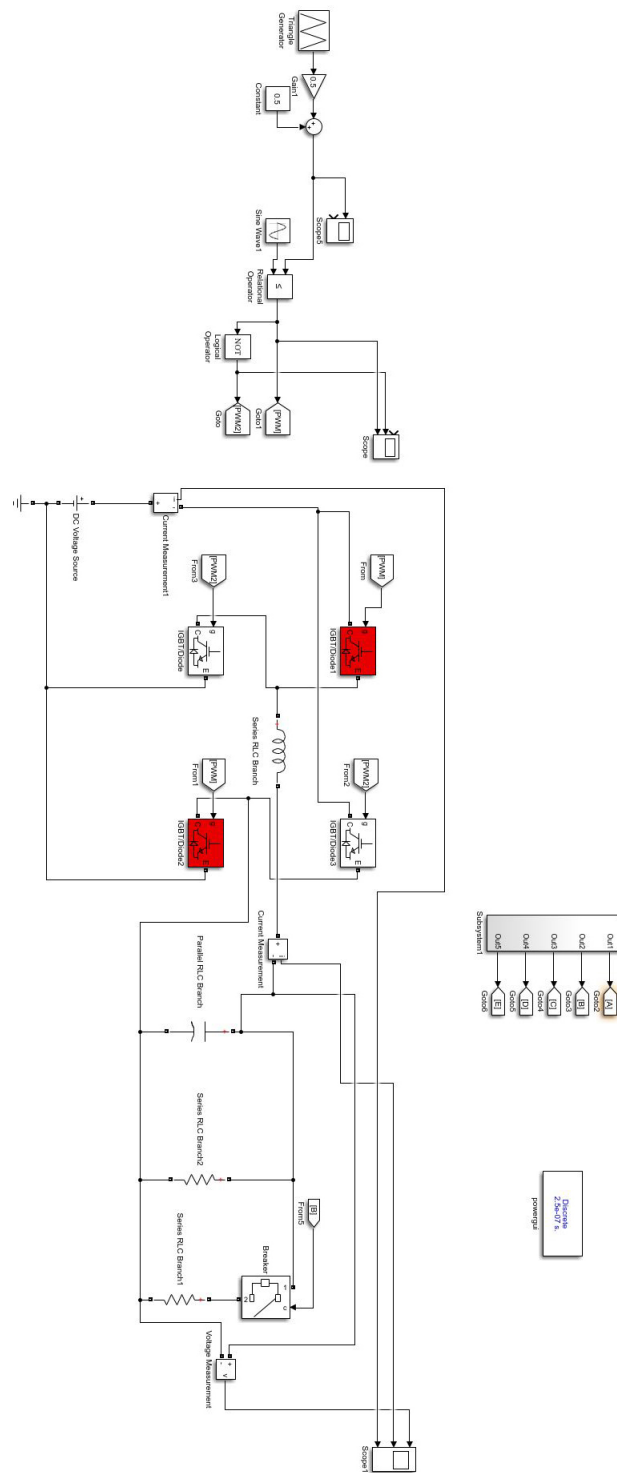 Triangle
Generator
0.5
Gain1
0.5
Constant
+
+
Scope5
Sine Wave1
≤
Relational
Operator
NOT
Logical
Operator
[PWM2]
Goto
[PWM]
Goto1
Scope
DC Voltage Source
+
+
i
-
Current Measurement1
[PWM2]
From3
g
C
E
IGBT/Diode
[PWM]
From
g
C
E
IGBT/Diode1
+
Series RLC Branch
[PWM]
From1
g
C
E
IGBT/Diode2
[PWM2]
From2
g
C
E
IGBT/Diode3
+
i
-
Current Measurement
Parallel RLC Branch
+
Series RLC Branch2
+
Series RLC Branch1
+
[B]
From5
Breaker
1
2
c
+
-
v
Voltage Measurement
Scope1
Subsystem1
Out1
Out2
Out3
Out4
Out5
[A]
Goto2
[B]
Goto3
[C]
Goto4
[D]
Goto5
[E]
Goto6
Discrete
2.5e-07 s.
powergui